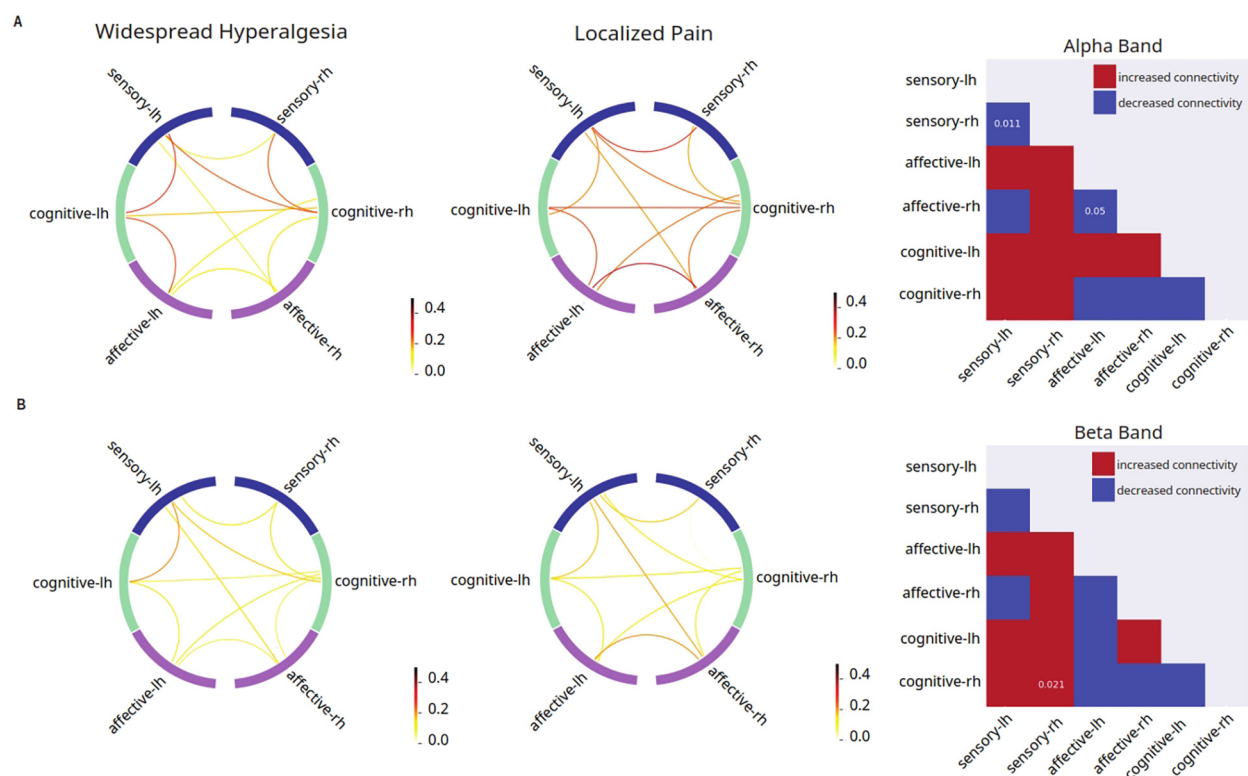 A
Widespread Hyperalgesia
Localized Pain
Alpha Band
sensory-lh
sensory-rh
cognitive-lh
cognitive-rh
affective-lh
affective-rh
0.4
0.2
0.0
sensory-lh
sensory-rh
cognitive-lh
cognitive-rh
affective-lh
affective-rh
0.4
0.2
0.0
increased connectivity
decreased connectivity
sensory-lh
sensory-rh
affective-lh
affective-rh
cognitive-lh
cognitive-rh
0.011
0.05
sensory-lh
sensory-rh
affective-lh
affective-rh
cognitive-lh
cognitive-rh
B
sensory-lh
sensory-rh
cognitive-lh
cognitive-rh
affective-lh
affective-rh
0.4
0.2
0.0
sensory-lh
sensory-rh
cognitive-lh
cognitive-rh
affective-lh
affective-rh
0.4
0.2
0.0
Beta Band
increased connectivity
decreased connectivity
sensory-lh
sensory-rh
affective-lh
affective-rh
cognitive-lh
cognitive-rh
0.021
sensory-lh
sensory-rh
affective-lh
affective-rh
cognitive-lh
cognitive-rh